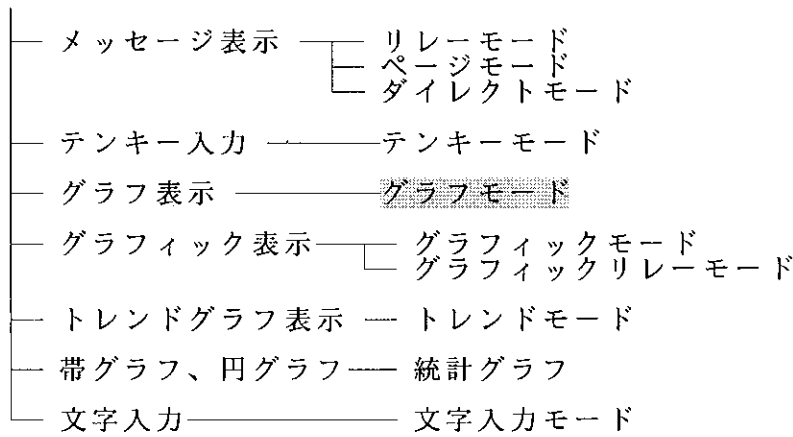 メッセージ表示 リレーモード
ページモード
ダイレクトモード
テンキー入力 テンキーモード
グラフ表示 グラフモード
グラフィック表示 グラフィックモード
グラフィックリレーモード
トレンドグラフ表示 トレンドモード
帯グラフ、円グラフ 統計グラフ
文字入力 文字入力モード